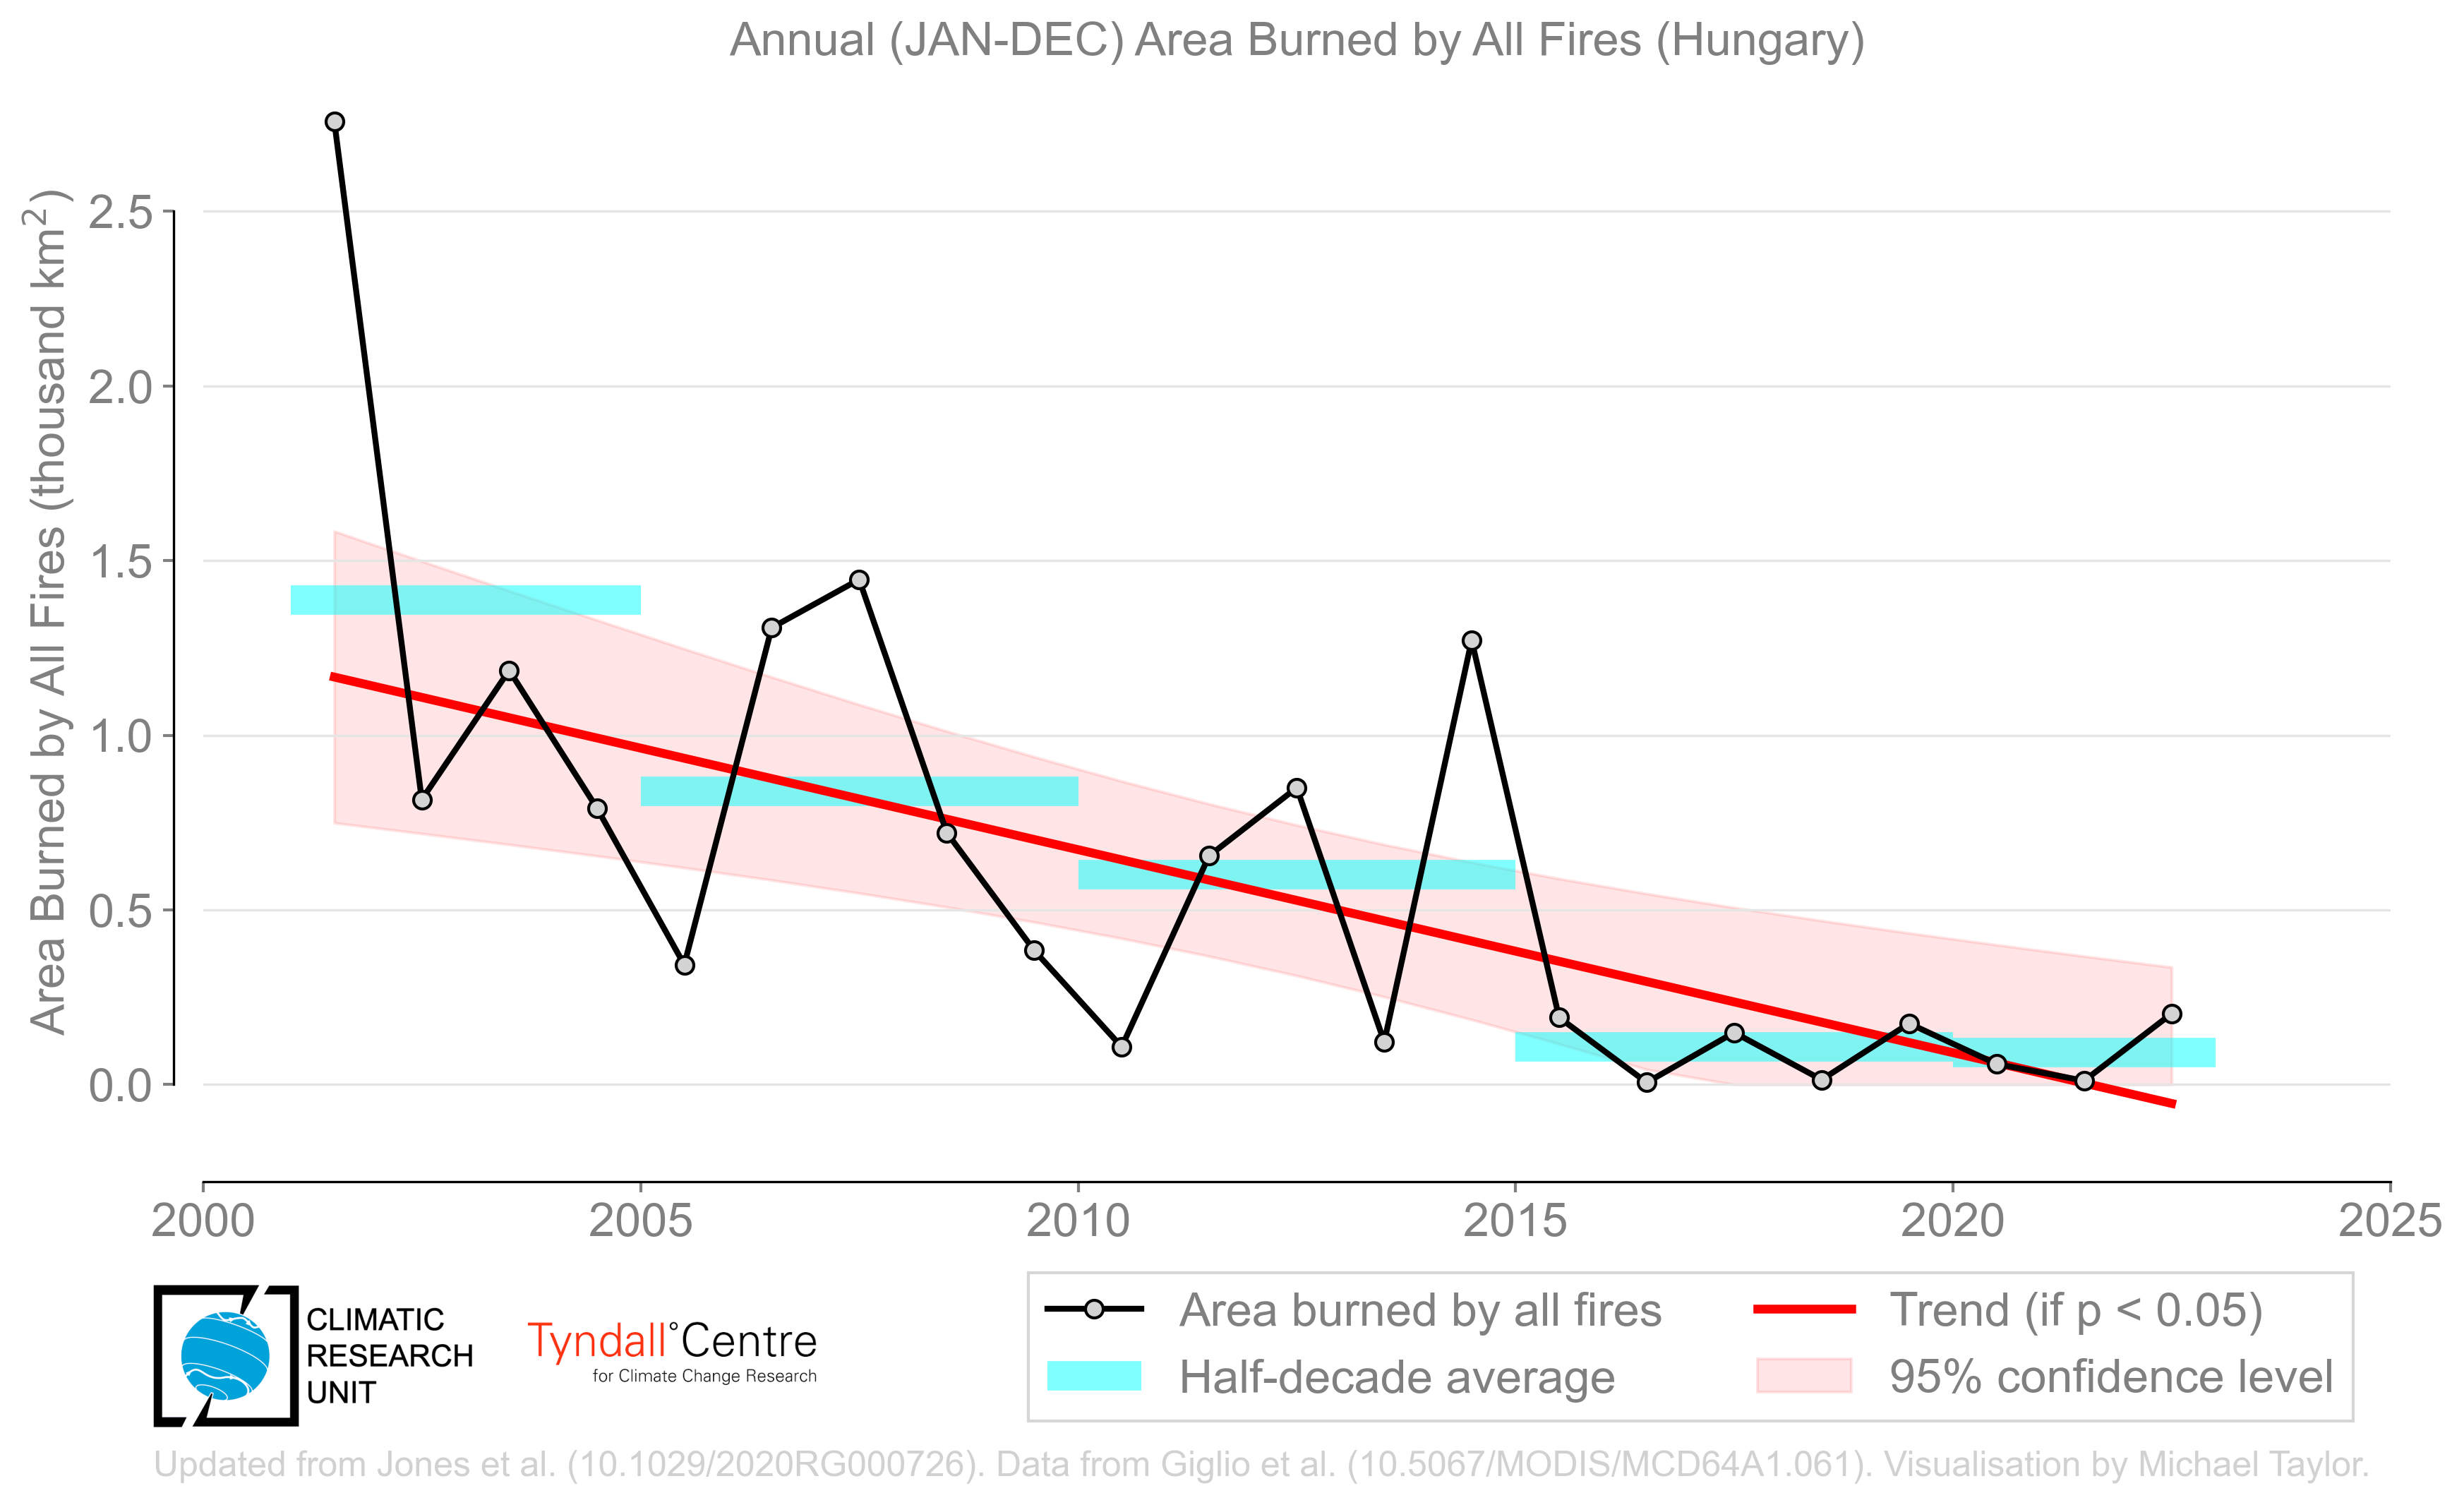 Annual (JAN-DEC) Area Burned by All Fires (Hungary)
Area Burned by All Fires (thousand km²)
2.5
2.0
1.5
1.0
0.5
0.0
2000 2005 2010 2015 2020 2025
CLIMATIC
RESEARCH
UNIT
Tyndall°Centre
for Climate Change Research
Area burned by all fires
Half-decade average
Trend (if p < 0.05)
95% confidence level
Updated from Jones et al. (10.1029/2020RG000726). Data from Giglio et al. (10.5067/MODIS/MCD64A1.061). Visualisation by Michael Taylor.